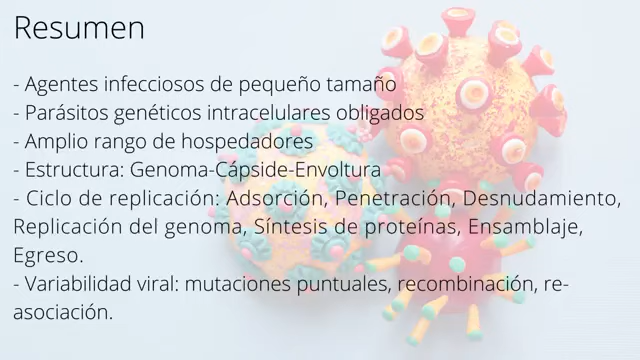 Resumen
- Agentes infecciosos de pequeño tamaño
- Parásitos genéticos intracelulares obligados
- Amplio rango de hospedadores
- Estructura: Genoma-Cápside-Envoltura
- Ciclo de replicación: Adsorción, Penetración, Desnudamiento,
Replicación del genoma, Síntesis de proteínas, Ensamblaje,
Egreso.
- Variabilidad viral: mutaciones puntuales, recombinación, re-
asociación.